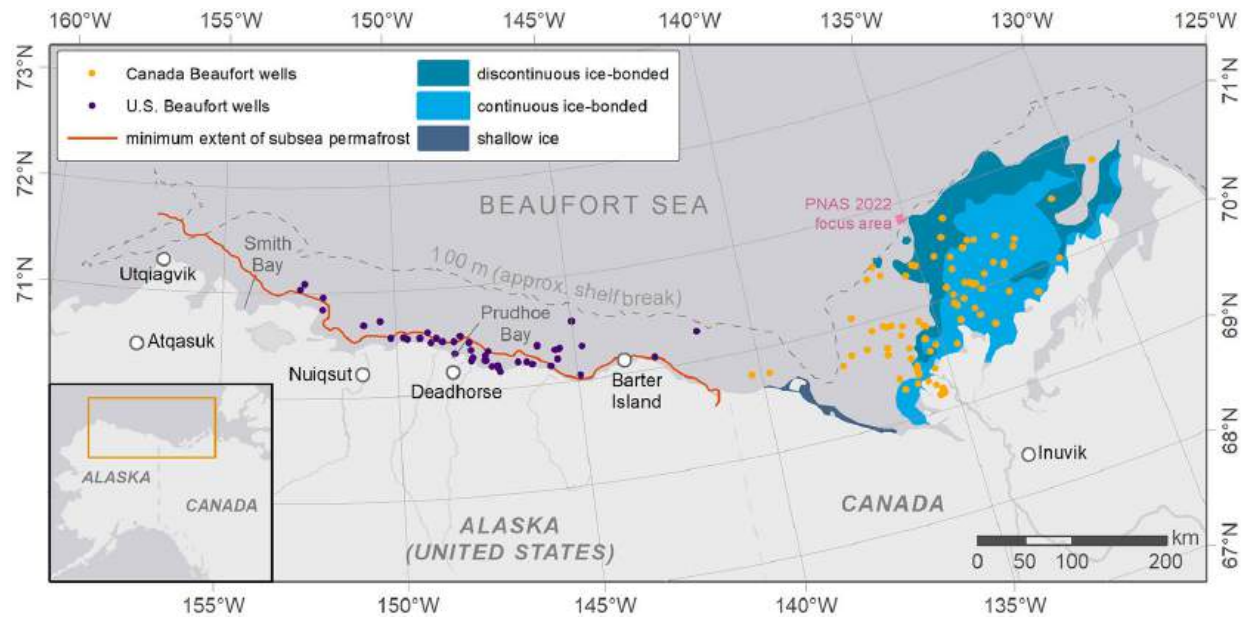 160°W 155°W 150°W 145°W 140°W 135°W 130°W 125°W
73°N
72°N
71°N
71°N
70°N
69°N
68°N
67°N
Canada Beaufort wells
U.S. Beaufort wells
minimum extent of subsea permafrost
discontinuous ice-bonded
continuous ice-bonded
shallow ice
BEAUFORT SEA
PNAS 2022
focus area
Smith
Bay
100 m (approx. shelf break)
Utqiagvik
Prudhoe
Bay
Atqasuk
Nuiqsut
Deadhorse
Barter
Island
Inuvik
ALASKA
CANADA
ALASKA
(UNITED STATES)
CANADA
km
0 50 100 200
155°W 150°W 145°W 140°W 135°W